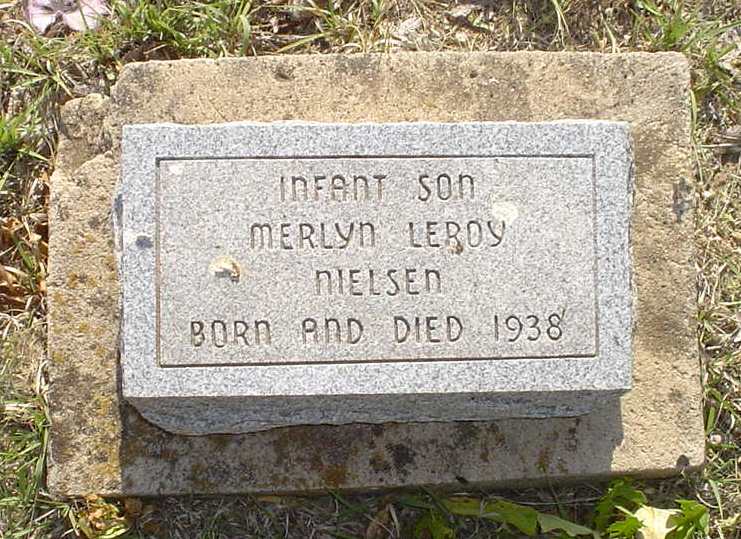 INFANT SON
MERLYN LEROY
NIELSEN
BORN AND DIED 1938